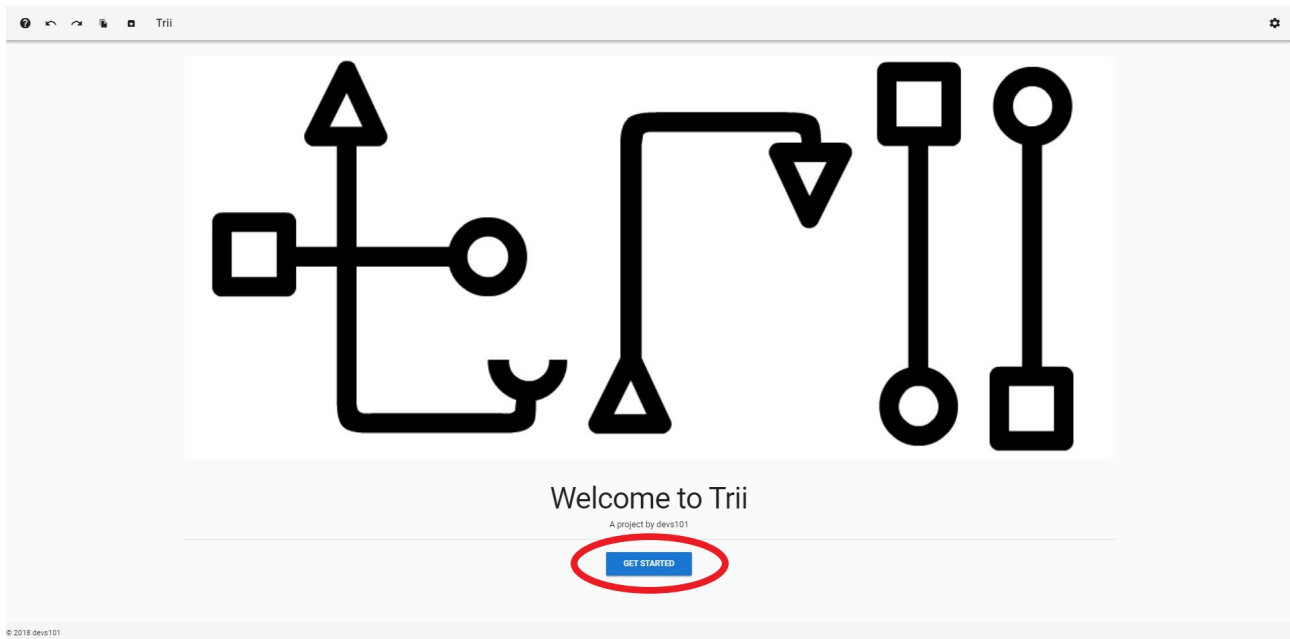 Trii
Welcome to Trii
A project by devs101
GET STARTED
© 2018 devs101